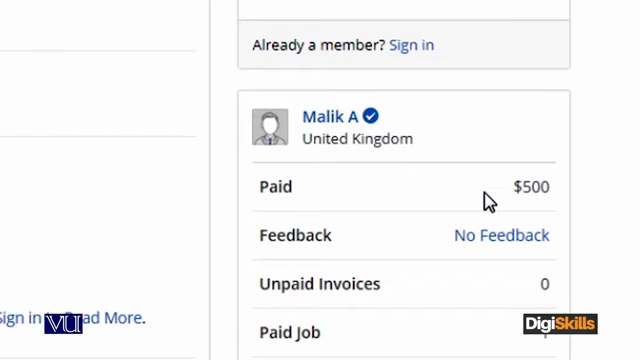 Already a member? Sign in
Malik A
United Kingdom
Paid $500
Feedback No Feedback
Unpaid Invoices 0
Sign in Read More.
VU
DigiSkills
Paid Job